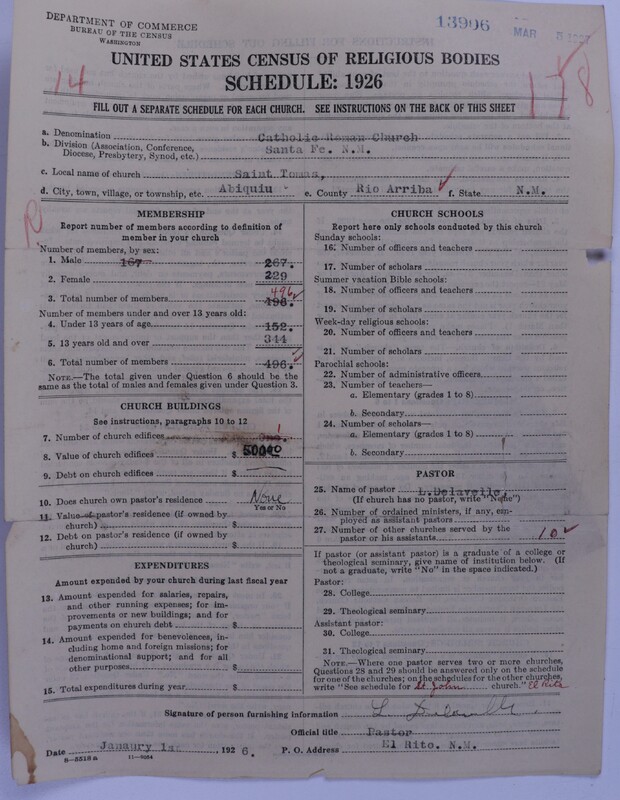 DEPARTMENT OF COMMERCE
BUREAU OF THE CENSUS
WASHINGTON
13906
MAR
14
178
UNITED STATES CENSUS OF RELIGIOUS BODIES
SCHEDULE: 1926
FILL OUT A SEPARATE SCHEDULE FOR EACH CHURCH. SEE INSTRUCTIONS ON THE BACK OF THIS SHEET
a. Denomination Catholic Roman Church
b. Division (Association, Conference, Diocese, Presbytery, Synod, etc.) Santa Fe. N.M.
c. Local name of church Saint Tomas,
d. City, town, village, or township, etc. Abiquiu - e. County Rio Arriba f. State N.M.
R
MEMBERSHIP
Report number of members according to definition of member in your church
Number of members, by sex:
1. Male 167 267.
2. Female 229
3. Total number of members 496 496.
Number of members under and over 13 years old:
4. Under 13 years of age 152.
5. 13 years old and over 344
6. Total number of members 496.
NOTE.—The total given under Question 6 should be the same as the total of males and females given under Question 3.
CHURCH BUILDINGS
See instructions, paragraphs 10 to 12
7. Number of church edifices One. 1
8. Value of church edifices $
9. Debt on church edifices $
10. Does church own pastor's residence None
Yes or No
11. Value of pastor's residence (if owned by church) $
12. Debt on pastor's residence (if owned by church) $
EXPENDITURES
Amount expended by your church during last fiscal year
13. Amount expended for salaries, repairs, and other running expenses; for improvements or new buildings; and for payments on church debt $
14. Amount expended for benevolences, including home and foreign missions; for denominational support; and for all other purposes $
15. Total expenditures during year $
CHURCH SCHOOLS
Report here only schools conducted by this church
Sunday schools:
16. Number of officers and teachers
17. Number of scholars
Summer vacation Bible schools:
18. Number of officers and teachers
19. Number of scholars
Week-day religious schools:
20. Number of officers and teachers
21. Number of scholars
Parochial schools:
22. Number of administrative officers
23. Number of teachers—
a. Elementary (grades 1 to 8)
b. Secondary
24. Number of scholars—
a. Elementary (grades 1 to 8)
b. Secondary
PASTOR
25. Name of pastor L. Delavelle,
(If church has no pastor, write "None")
26. Number of ordained ministers, if any, employed as assistant pastors
27. Number of other churches served by the pastor or his assistants 10
If pastor (or assistant pastor) is a graduate of a college or theological seminary, give name of institution below. (If not a graduate, write "No" in the space indicated.)
Pastor:
28. College
29. Theological seminary
Assistant pastor:
30. College
31. Theological seminary
NOTE.—Where one pastor serves two or more churches, Questions 28 and 29 should be answered only on the schedule for one of the churches; on the schedules for the other churches, write "See schedule for St. John church." El Rito
Signature of person furnishing information L.
Official title Pastor
Date Janaury 1st 1926. P. O. Address El Rito. N.M.
8—3518a 11—9034